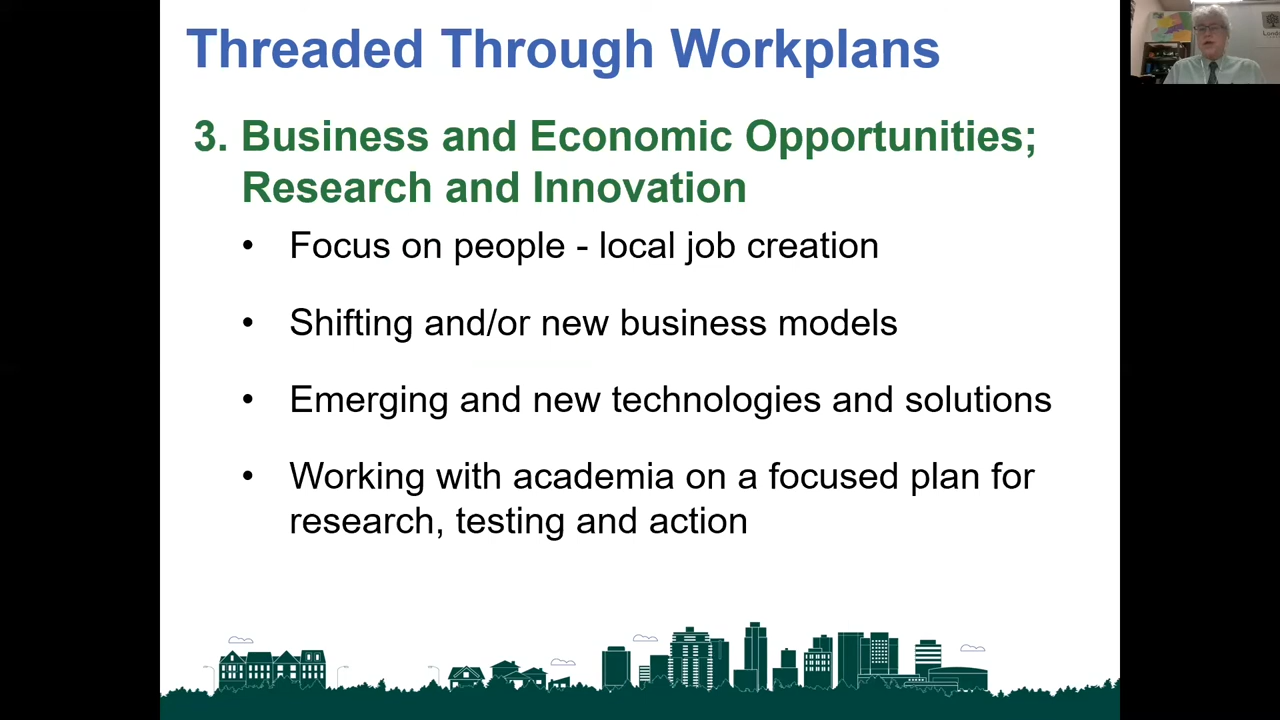 Threaded Through Workplans
3. Business and Economic Opportunities;
Research and Innovation
• Focus on people - local job creation
• Shifting and/or new business models
• Emerging and new technologies and solutions
• Working with academia on a focused plan for
research, testing and action